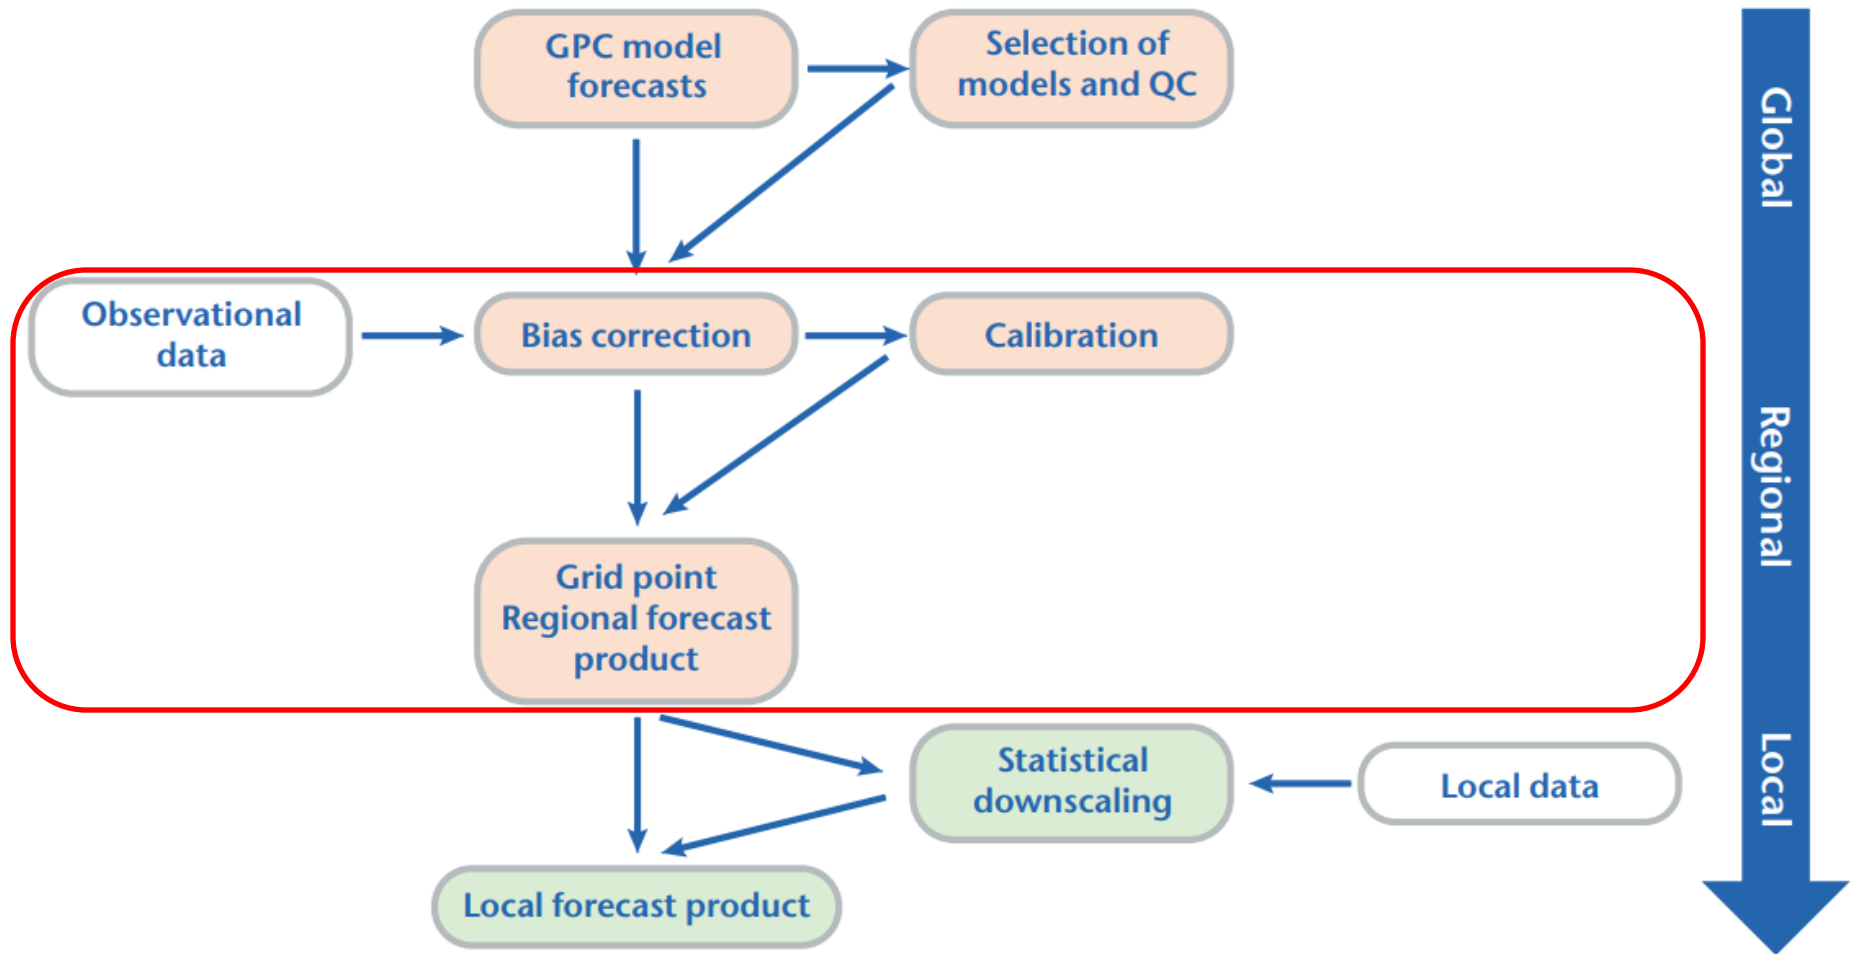 GPC model
forecasts
Selection of
models and QC
Global
Observational
data
Bias correction
Calibration
Regional
Grid point
Regional forecast
product
Statistical
downscaling
Local data
Local
Local forecast product